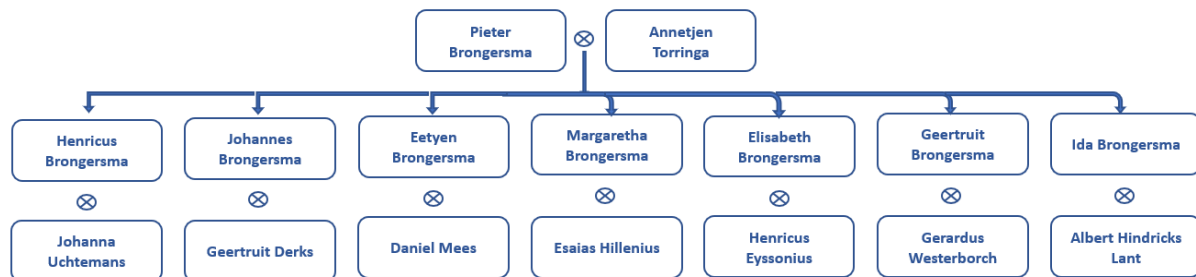 Pieter
Brongersma
Annetjen
Torringa
Henricus
Brongersma
Johannes
Brongersma
Eetyen
Brongersma
Margaretha
Brongersma
Elisabeth
Brongersma
Geertruit
Brongersma
Ida Brongersma
Johanna
Uchtemans
Geertruit Derks
Daniel Mees
Esaias Hillenius
Henricus
Eyssonius
Gerardus
Westerborch
Albert Hindricks
Lant